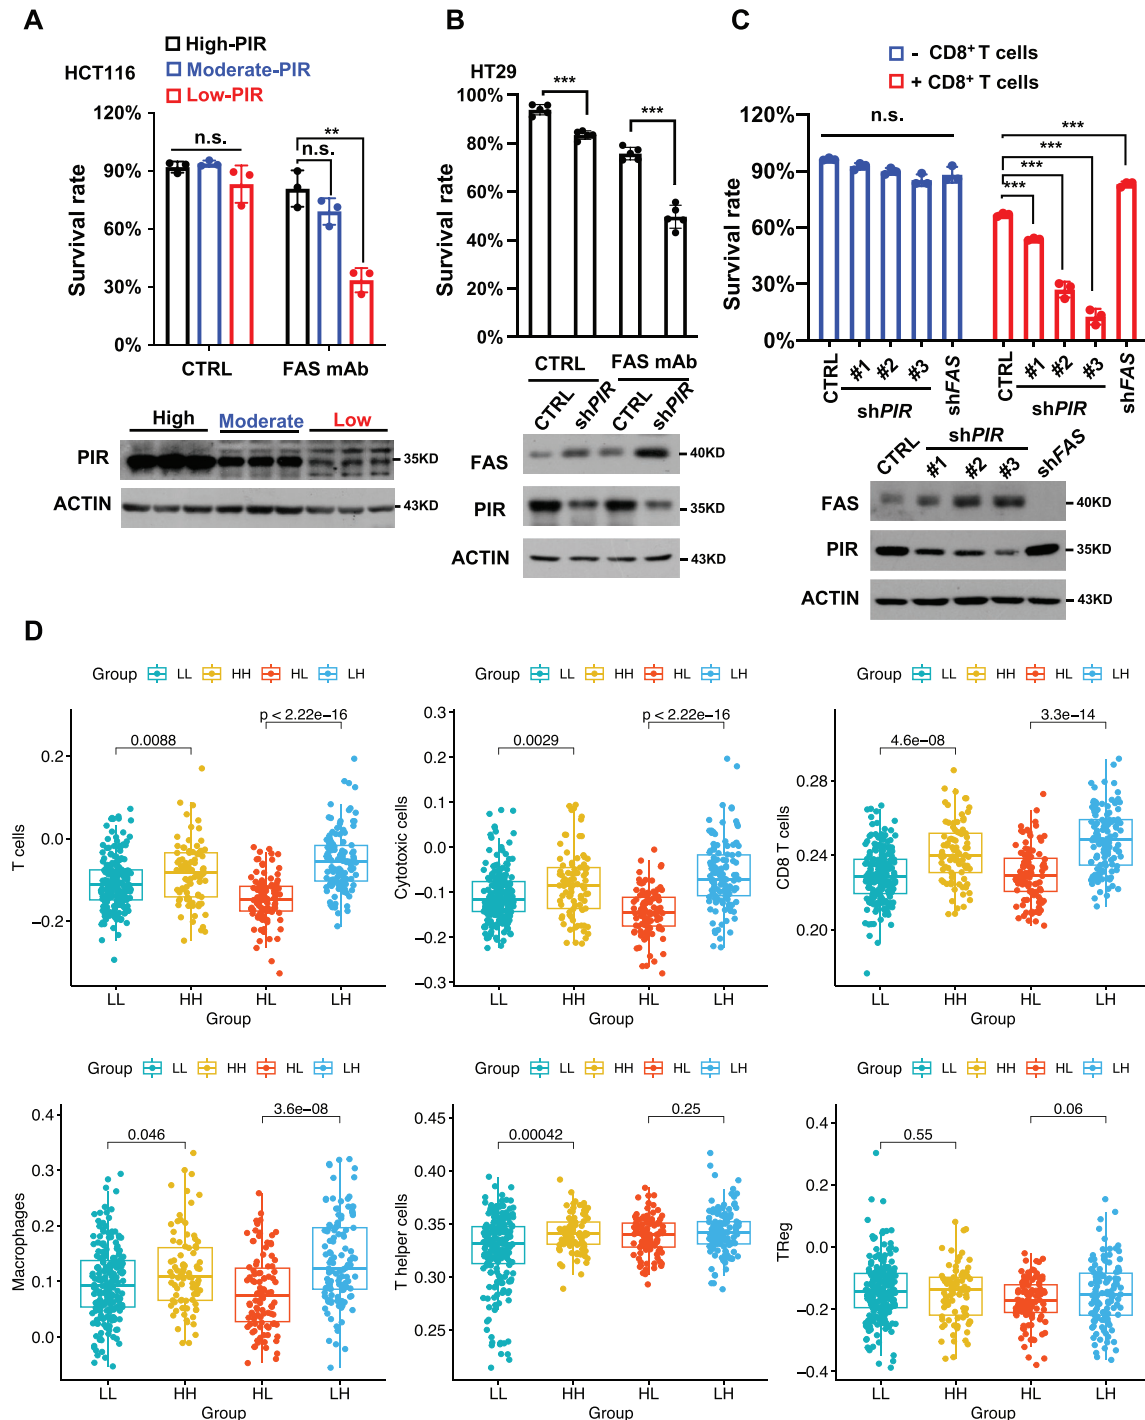 A
High-PIR
Moderate-PIR
Low-PIR
HCT116
120%
90%
60%
30%
0%
Survival rate
n.s.
n.s.
**
CTRL
FAS mAb
High
Moderate
Low
PIR
35KD
ACTIN
43KD
B
HT29
100%
80%
60%
40%
20%
0%
Survival rate
***
***
CTRL
FAS mAb
CTRL
shPIR
CTRL
shPIR
FAS
40KD
PIR
35KD
ACTIN
43KD
C
- CD8+ T cells
+ CD8+ T cells
120%
90%
60%
30%
0%
Survival rate
n.s.
***
***
***
***
CTRL
#1
#2
#3
shFAS
shPIR
CTRL
#1
#2
#3
shFAS
shPIR
shPIR
CTRL
#1
#2
#3
shFAS
FAS
40KD
PIR
35KD
ACTIN
43KD
D
Group LL HH HL LH
p < 2.22e−16
0.0088
0.2
0.0
−0.2
T cells
LL HH HL LH
Group
Group LL HH HL LH
p < 2.22e−16
0.0029
0.3
0.2
0.1
0.0
−0.1
−0.2
−0.3
Cytotoxic cells
LL HH HL LH
Group
Group LL HH HL LH
3.3e−14
4.6e−08
0.28
0.24
0.20
CD8 T cells
LL HH HL LH
Group
Group LL HH HL LH
3.6e−08
0.046
0.4
0.3
0.2
0.1
0.0
Macrophages
LL HH HL LH
Group
Group LL HH HL LH
0.25
0.00042
0.45
0.40
0.35
0.30
0.25
T helper cells
LL HH HL LH
Group
Group LL HH HL LH
0.06
0.55
0.4
0.2
0.0
−0.2
−0.4
TReg
LL HH HL LH
Group